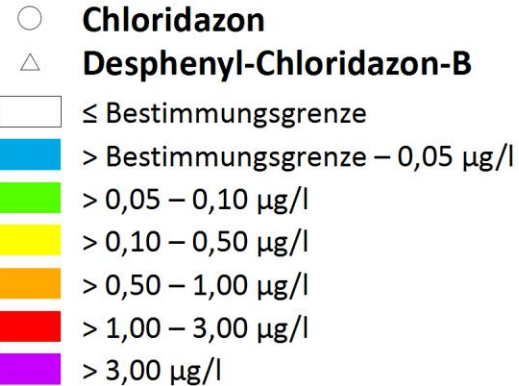 Chloridazon
Desphenyl-Chloridazon-B
≤ Bestimmungsgrenze
> Bestimmungsgrenze – 0,05 µg/l
> 0,05 – 0,10 µg/l
> 0,10 – 0,50 µg/l
> 0,50 – 1,00 µg/l
> 1,00 – 3,00 µg/l
> 3,00 µg/l